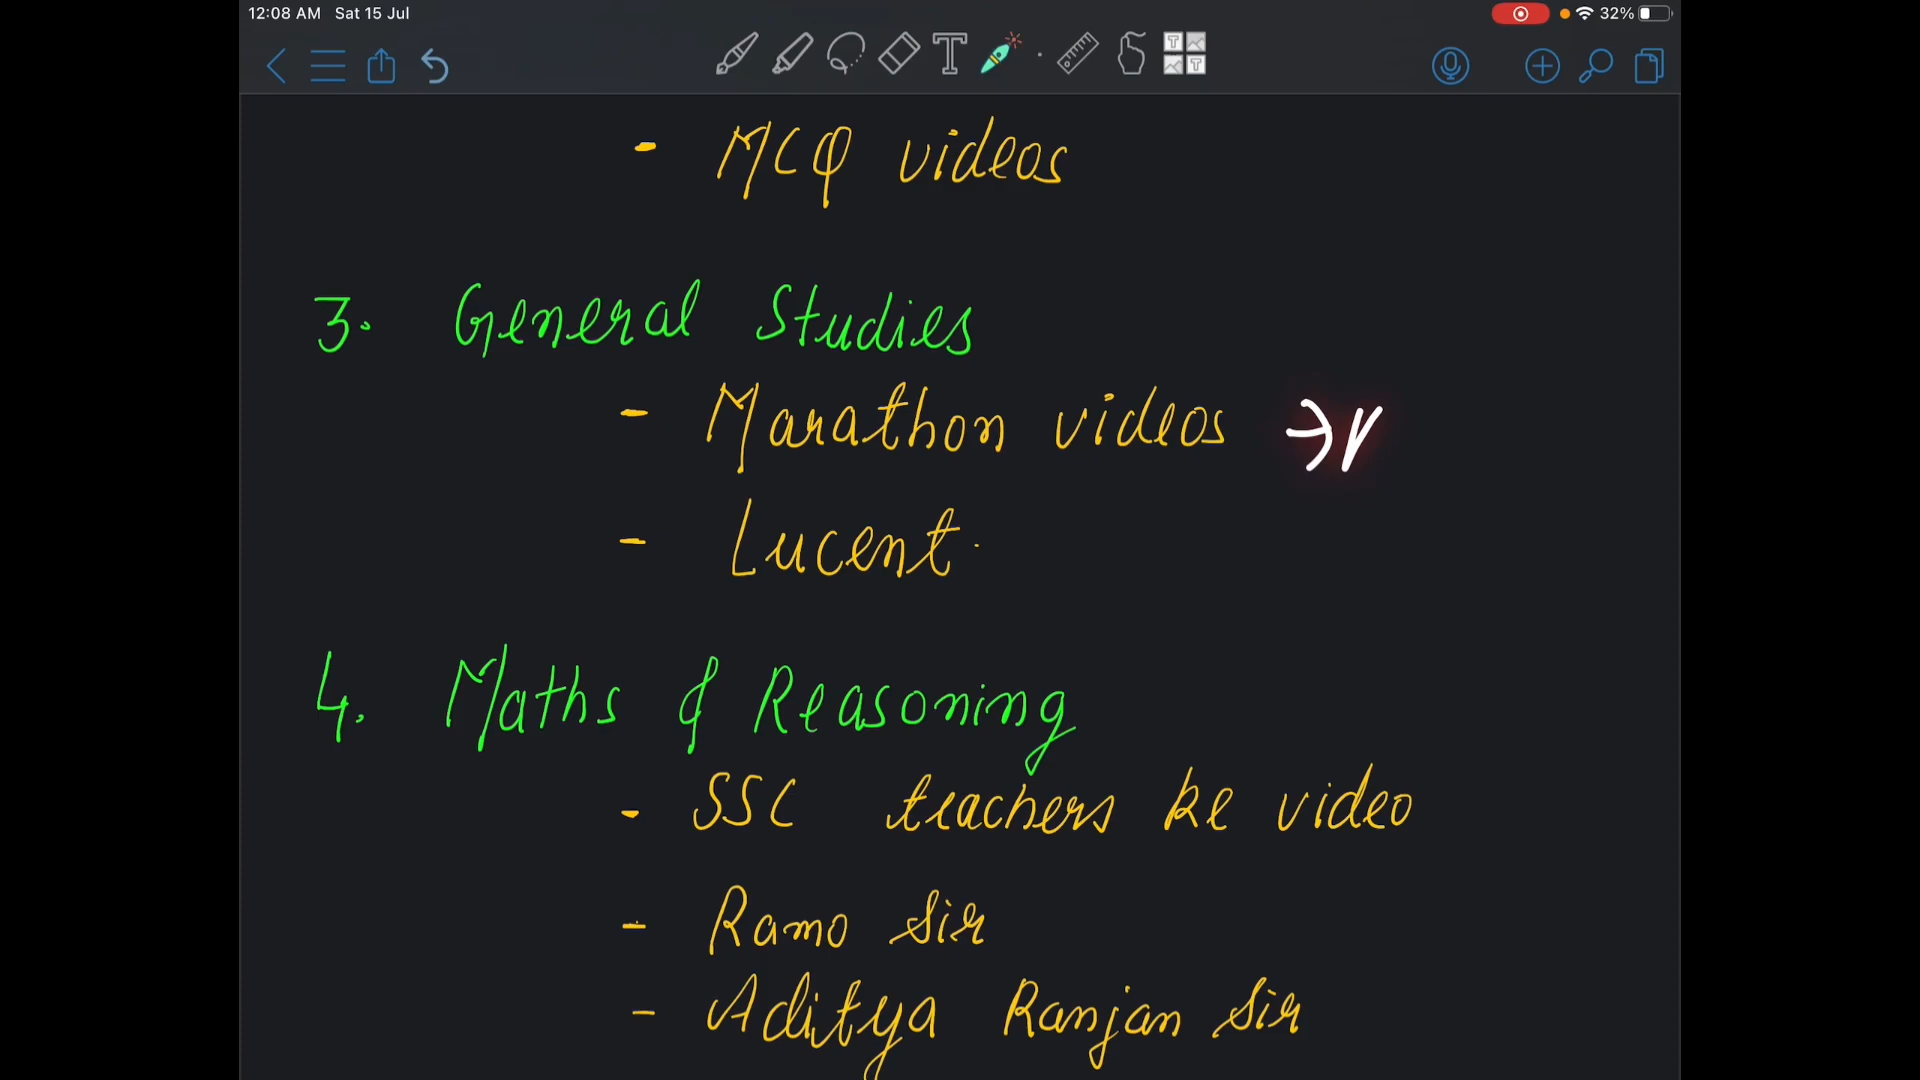 12:08 AM Sat 15 Jul 32%
- MCQ videos
3. General Studies
- Marathon videos
- Lucent.
4. Maths & Reasoning
- SSC teachers ke video
- Ramo Sir
- Aditya Ranjan Sir